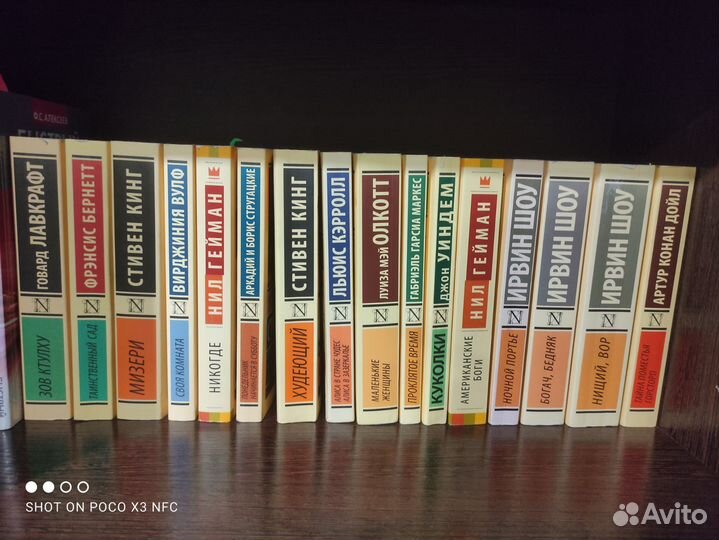 Ф.С. АЛЕКСЕЕВ
ГОВАРД ЛАВКРАФТ
ЗОВ КТУЛХУ
ФРЭНСИС БЕРНЕТТ
ТАИНСТВЕННЫЙ САД
СТИВЕН КИНГ
МИЗЕРИ
ВИРДЖИНИЯ ВУЛФ
СВОЯ КОМНАТА
НИЛ ГЕЙМАН
НИКОГДЕ
АРКАДИЙ И БОРИС СТРУГАЦКИЕ
ПОНЕДЕЛЬНИК
НАЧИНАЕТСЯ В СУББОТУ
СТИВЕН КИНГ
ХУДЕЮЩИЙ
ЛЬЮИС КЭРРОЛЛ
АЛИСА В СТРАНЕ ЧУДЕС
АЛИСА В ЗАЗЕРКАЛЬЕ
ЛУИЗА МЭЙ ОЛКОТТ
МАЛЕНЬКИЕ
ЖЕНЩИНЫ
ГАБРИЭЛЬ ГАРСИА МАРКЕС
ПРОКЛЯТОЕ ВРЕМЯ
ДЖОН УИНДЕМ
КУКОЛКИ
НИЛ ГЕЙМАН
АМЕРИКАНСКИЕ
БОГИ
ИРВИН ШОУ
НОЧНОЙ ПОРТЬЕ
ИРВИН ШОУ
БОГАЧ, БЕДНЯК
ИРВИН ШОУ
НИЩИЙ, ВОР
АРТУР КОНАН ДОЙЛ
ТАЙНА ПОМЕСТЬЯ
ГОРСТОРП
SHOT ON POCO X3 NFC
Avito